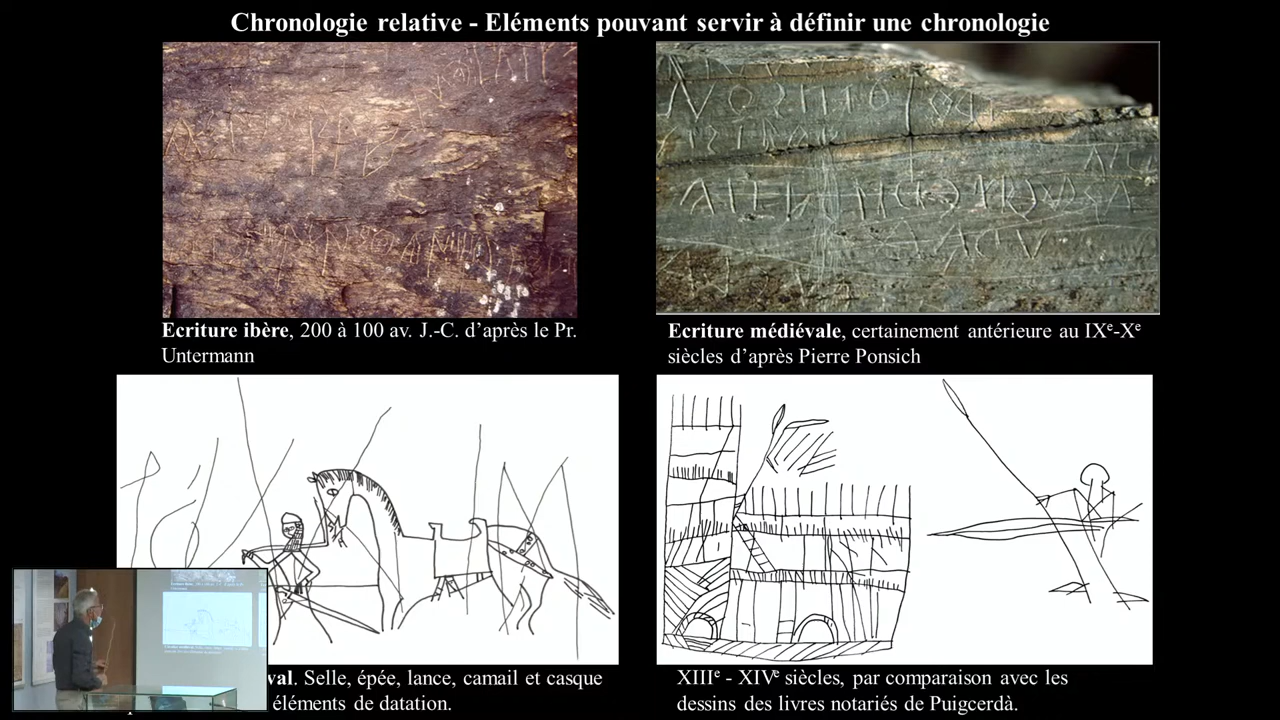 Chronologie relative - Eléments pouvant servir à définir une chronologie
Ecriture ibère, 200 à 100 av. J.-C. d’après le Pr.
Untermann
Ecriture médiévale, certainement antérieure au IXᵉ-Xᵉ
siècles d’après Pierre Ponsich
val. Selle, épée, lance, camail et casque
éléments de datation.
XIIIᵉ - XIVᵉ siècles, par comparaison avec les
dessins des livres notariés de Puigcerdà.